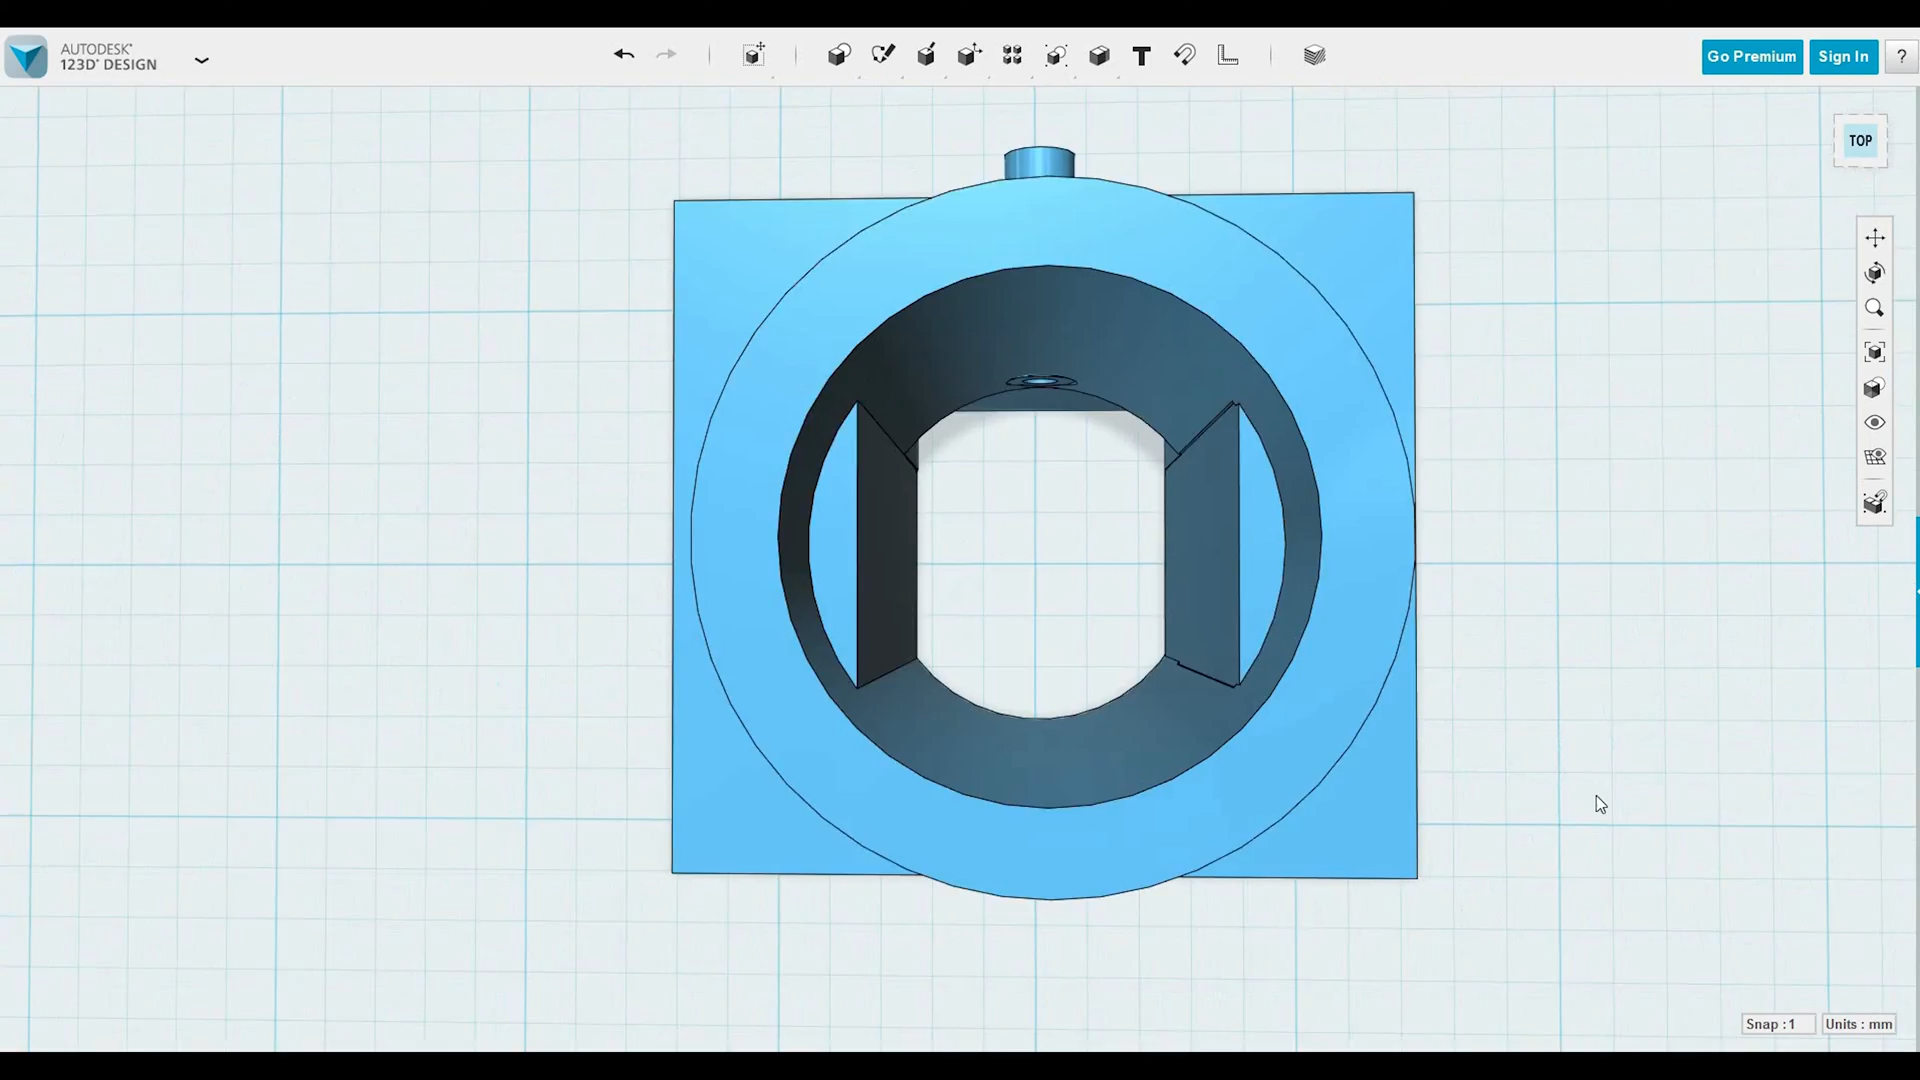 AUTODESK®
123D® DESIGN
T
Go Premium
Sign In
?
TOP
Snap : 1
Units : mm